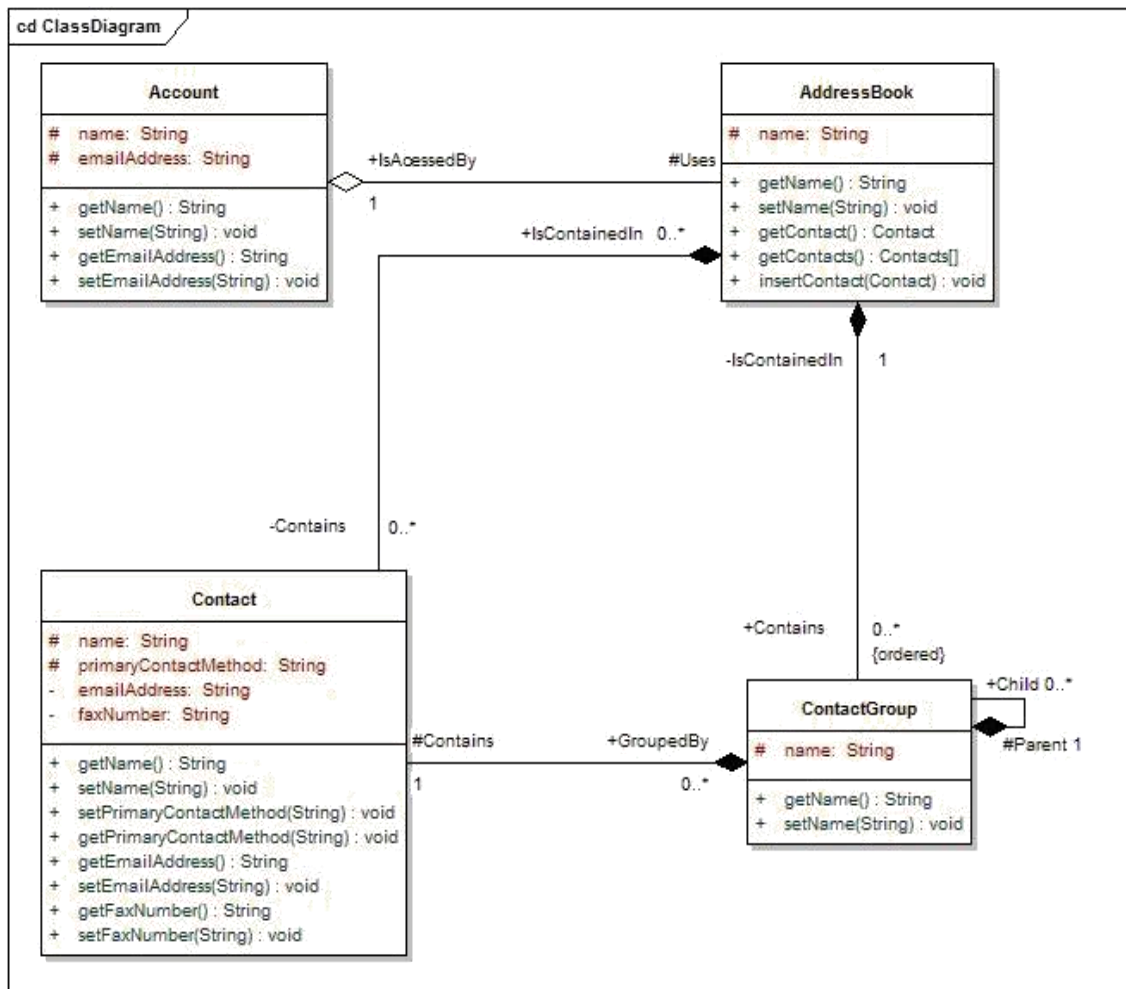 cd ClassDiagram
Account
# name: String
# emailAddress: String
+ getName() : String
+ setName(String) : void
+ getEmailAddress() : String
+ setEmailAddress(String) : void
+IsAcessedBy
1
#Uses
AddressBook
# name: String
+ getName() : String
+ setName(String) : void
+ getContact() : Contact
+ getContacts() : Contacts[]
+ insertContact(Contact) : void
+IsContainedIn 0..*
-IsContainedIn 1
-Contains 0..*
Contact
# name: String
# primaryContactMethod: String
- emailAddress: String
- faxNumber: String
+ getName() : String
+ setName(String) : void
+ setPrimaryContactMethod(String) : void
+ getPrimaryContactMethod(String) : void
+ getEmailAddress() : String
+ setEmailAddress(String) : void
+ getFaxNumber() : String
+ setFaxNumber(String) : void
+Contains 0..*
{ordered}
+Child 0..*
#Parent 1
ContactGroup
# name: String
+ getName() : String
+ setName(String) : void
#Contains
1
+GroupedBy
0..*